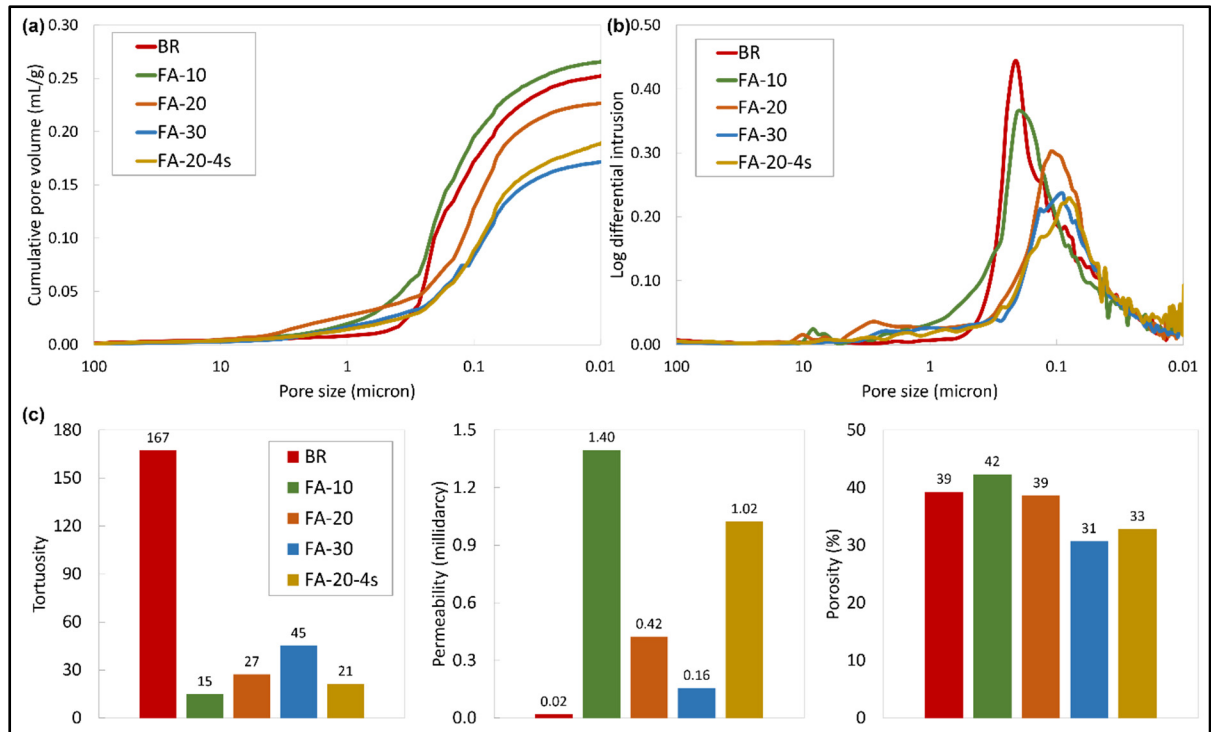 (a)
Cumulative pore volume (mL/g)
0.30
0.25
0.20
0.15
0.10
0.05
0.00
BR
FA-10
FA-20
FA-30
FA-20-4s
100
10
1
0.1
0.01
Pore size (micron)
(b)
Log differential intrusion
0.50
0.40
0.30
0.20
0.10
0.00
BR
FA-10
FA-20
FA-30
FA-20-4s
100
10
1
0.1
0.01
Pore size (micron)
(c)
Tortuosity
180
150
120
90
60
30
0
167
15
27
45
21
BR
FA-10
FA-20
FA-30
FA-20-4s
Permeability (millidarcy)
1.5
1.2
0.9
0.6
0.3
0.0
0.02
1.40
0.42
0.16
1.02
Porosity (%)
50
40
30
20
10
0
39
42
39
31
33